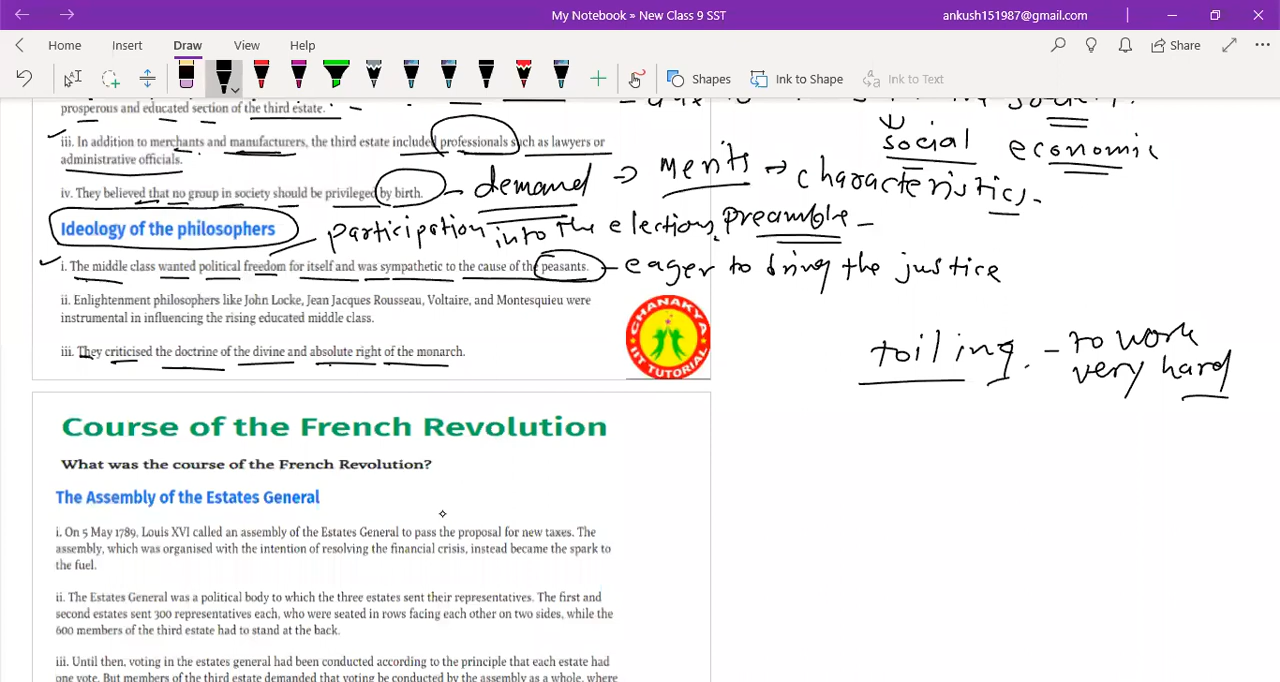 My Notebook » New Class 9 SST
ankush151987@gmail.com
Home Insert Draw View Help
Share
Shapes Ink to Shape Ink to Text
prosperous and educated section of the third estate.
society.
social economic
iii. In addition to merchants and manufacturers, the third estate included professionals such as lawyers or
administrative officials.
iv. They believed that no group in society should be privileged by birth. – demand → merits → characteristics.
Ideology of the philosophers
participation into the elections, preamble –
i. The middle class wanted political freedom for itself and was sympathetic to the cause of the peasants. – eager to bring the justice
ii. Enlightenment philosophers like John Locke, Jean Jacques Rousseau, Voltaire, and Montesquieu were
instrumental in influencing the rising educated middle class.
CHANAKYA
IIT TUTORIAL
iii. They criticised the doctrine of the divine and absolute right of the monarch.
toiling. – to work
very hard
Course of the French Revolution
What was the course of the French Revolution?
The Assembly of the Estates General
i. On 5 May 1789, Louis XVI called an assembly of the Estates General to pass the proposal for new taxes. The
assembly, which was organised with the intention of resolving the financial crisis, instead became the spark to
the fuel.
ii. The Estates General was a political body to which the three estates sent their representatives. The first and
second estates sent 300 representatives each, who were seated in rows facing each other on two sides, while the
600 members of the third estate had to stand at the back.
iii. Until then, voting in the estates general had been conducted according to the principle that each estate had
one vote. But members of the third estate demanded that voting be conducted by the assembly as a whole, where